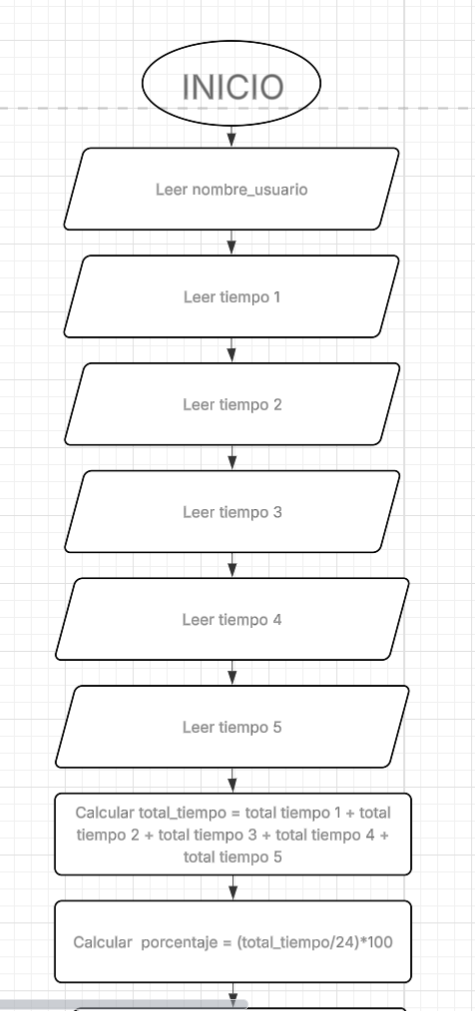 INICIO
Leer nombre_usuario
Leer tiempo 1
Leer tiempo 2
Leer tiempo 3
Leer tiempo 4
Leer tiempo 5
Calcular total_tiempo = total tiempo 1 + total
tiempo 2 + total tiempo 3 + total tiempo 4 +
total tiempo 5
Calcular  porcentaje = (total_tiempo/24)*100